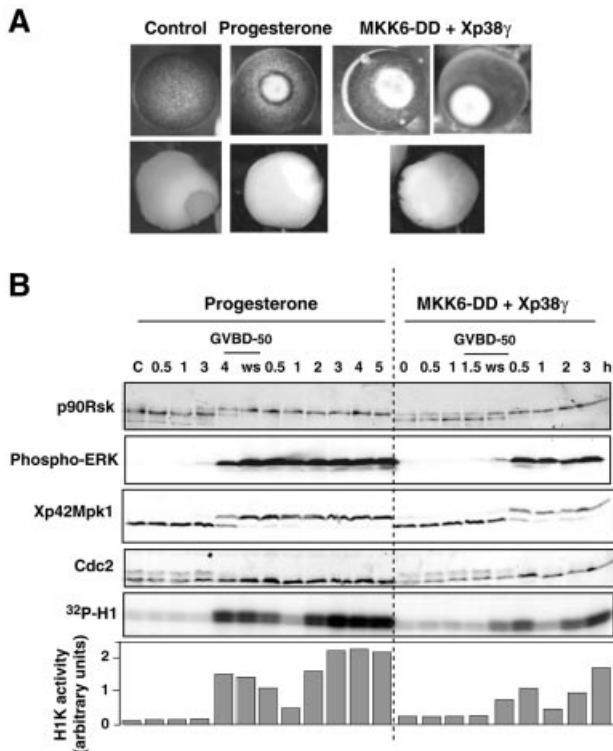 A
Control Progesterone MKK6-DD + Xp38γ
B
Progesterone MKK6-DD + Xp38γ
GVBD-50 GVBD-50
C 0.5 1 3 4 ws 0.5 1 2 3 4 5 0 0.5 1 1.5 ws 0.5 1 2 3 h
p90Rsk
Phospho-ERK
Xp42Mpk1
Cdc2
32P-H1
H1K activity
(arbitrary units)
2
1
0